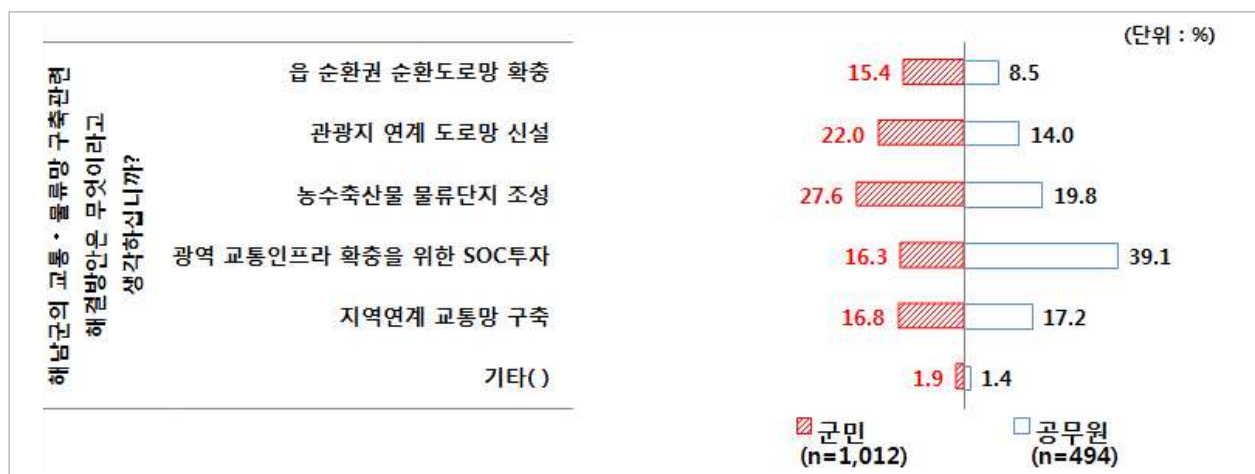 (단위 : %)
해남군의 교통・물류망 구축관련
해결방안은 무엇이라고
생각하십니까?
읍 순환권 순환도로망 확충
15.4
8.5
관광지 연계 도로망 신설
22.0
14.0
농수축산물 물류단지 조성
27.6
19.8
광역 교통인프라 확충을 위한 SOC투자
16.3
39.1
지역연계 교통망 구축
16.8
17.2
기타( )
1.9
1.4
군민
(n=1,012)
공무원
(n=494)